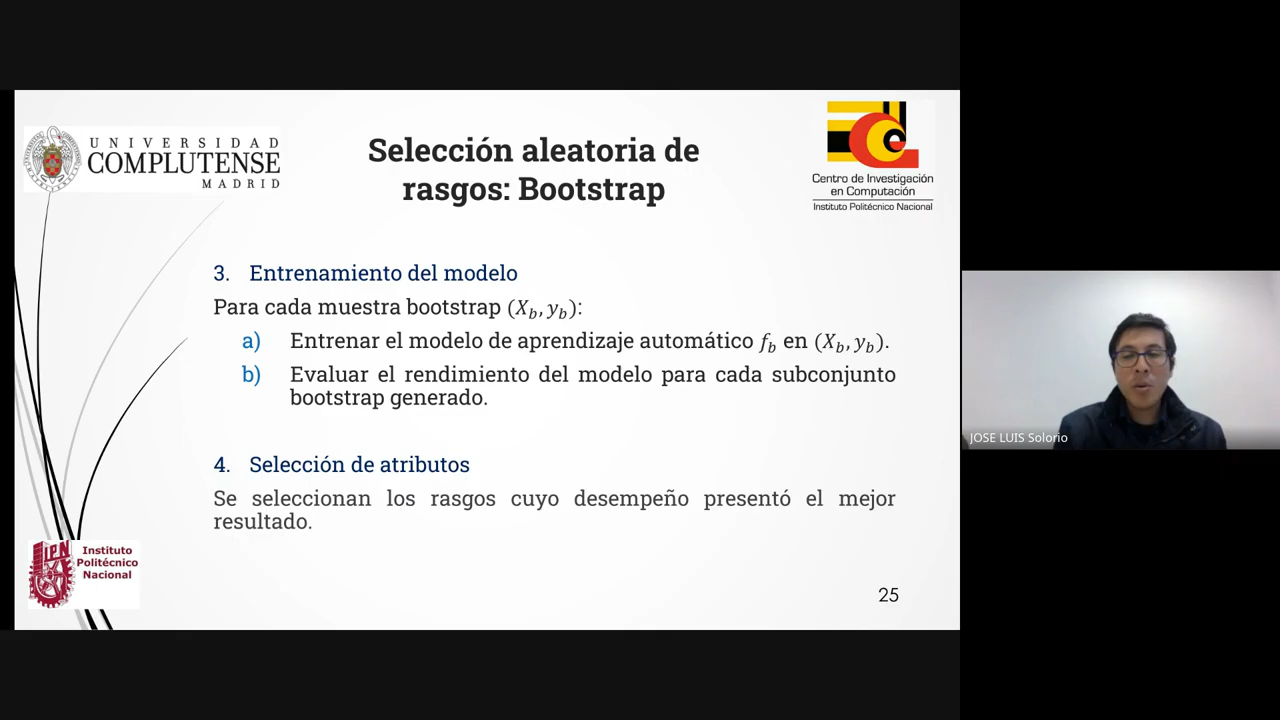 UNIVERSIDAD
COMPLUTENSE
MADRID
Selección aleatoria de
rasgos: Bootstrap
Centro de Investigación
en Computación
Instituto Politécnico Nacional
3. Entrenamiento del modelo
Para cada muestra bootstrap (X_b, y_b):
a) Entrenar el modelo de aprendizaje automático f_b en (X_b, y_b).
b) Evaluar el rendimiento del modelo para cada subconjunto
bootstrap generado.
4. Selección de atributos
Se seleccionan los rasgos cuyo desempeño presentó el mejor
resultado.
IPN
Instituto
Politécnico
Nacional
25
JOSE LUIS Solorio